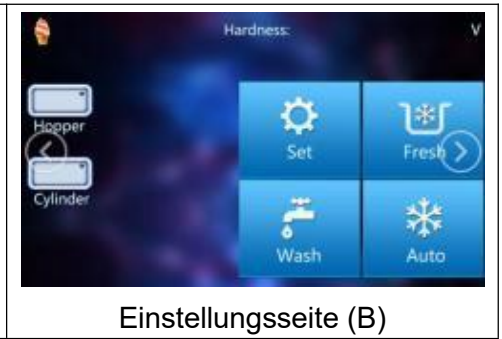 Hardness: V
Hopper
Cylinder
Set
Fresh
Wash
Auto
Einstellungsseite (B)